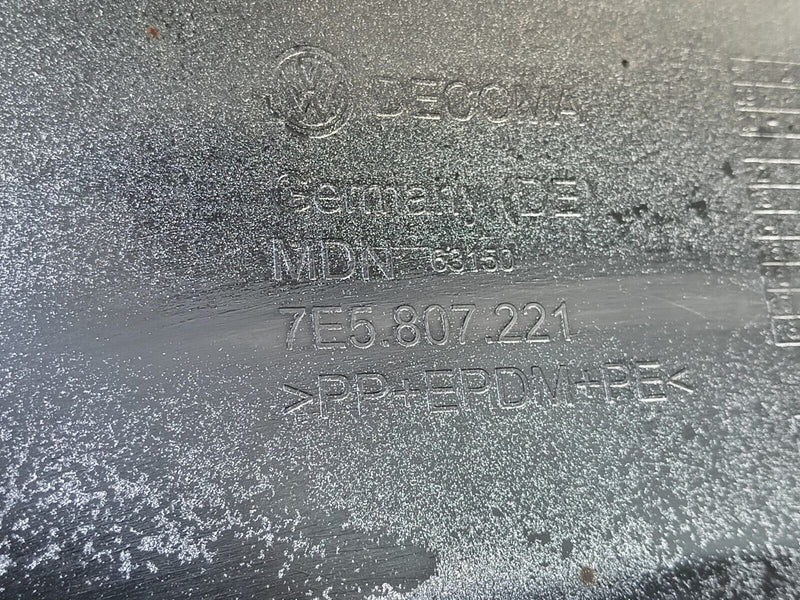 DECOMA
Germany (DE)
MDN 63150
7E5.807.221
>PP+EPDM+PE<